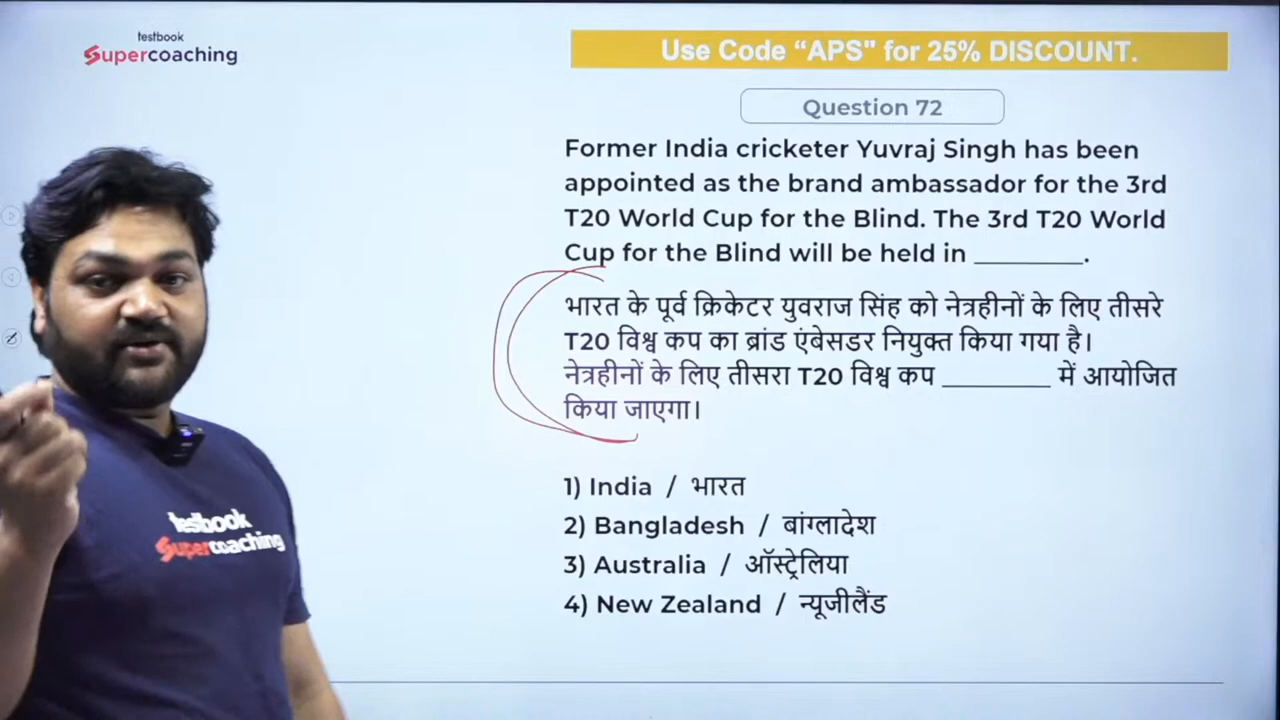 testbook
Supercoaching
Use Code “APS" for 25% DISCOUNT.
Question 72
Former India cricketer Yuvraj Singh has been
appointed as the brand ambassador for the 3rd
T20 World Cup for the Blind. The 3rd T20 World
Cup for the Blind will be held in ________.
भारत के पूर्व क्रिकेटर युवराज सिंह को नेत्रहीनों के लिए तीसरे
T20 विश्व कप का ब्रांड एंबेसडर नियुक्त किया गया है।
नेत्रहीनों के लिए तीसरा T20 विश्व कप ________ में आयोजित
किया जाएगा।
1) India / भारत
2) Bangladesh / बांग्लादेश
3) Australia / ऑस्ट्रेलिया
4) New Zealand / न्यूजीलैंड
testbook
Supercoaching